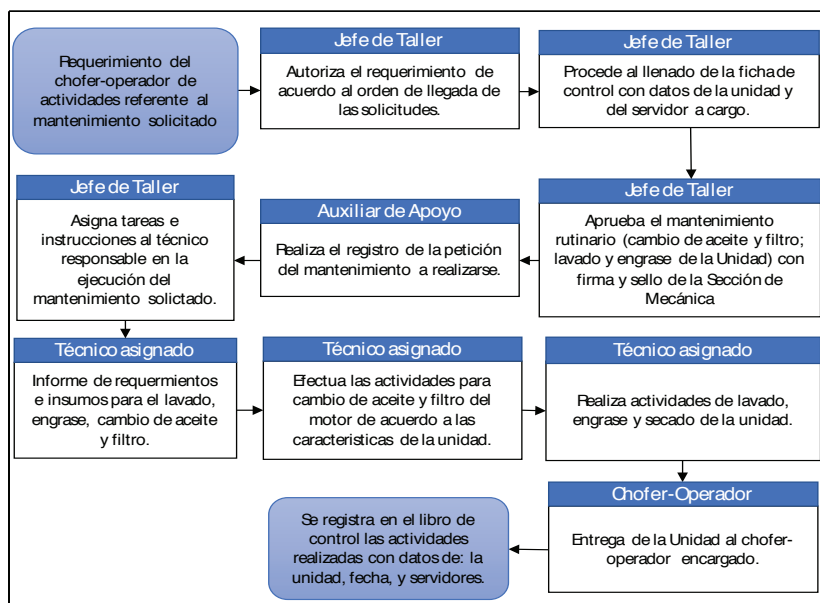 Requerimiento del
chofer-operador de
actividades referente al
mantenimiento solicitado
Jefe de Taller
Autoriza el requerimiento de
acuerdo al orden de llegada de
las solicitudes.
Jefe de Taller
Procede al llenado de la ficha de
control con datos de la unidad y
del servidor a cargo.
Jefe de Taller
Aprueba el mantenimiento
rutinario (cambio de aceite y filtro;
lavado y engrase de la Unidad) con
firma y sello de la Sección de
Mecánica
Auxiliar de Apoyo
Realiza el registro de la petición
del mantenimiento a realizarse.
Jefe de Taller
Asigna tareas e
instrucciones al técnico
responsable en la
ejecución del
mantenimiento solictado.
Técnico asignado
Informe de requermientos
e insumos para el lavado,
engrase, cambio de aceite
y filtro.
Técnico asignado
Efectua las actividades para
cambio de aceite y filtro del
motor de acuerdo a las
caracteristicas de la unidad.
Técnico asignado
Realiza actividades de lavado,
engrase y secado de la unidad.
Chofer-Operador
Entrega de la Unidad al chofer-
operador encargado.
Se registra en el libro de
control las actividades
realizadas con datos de: la
unidad, fecha, y servidores.